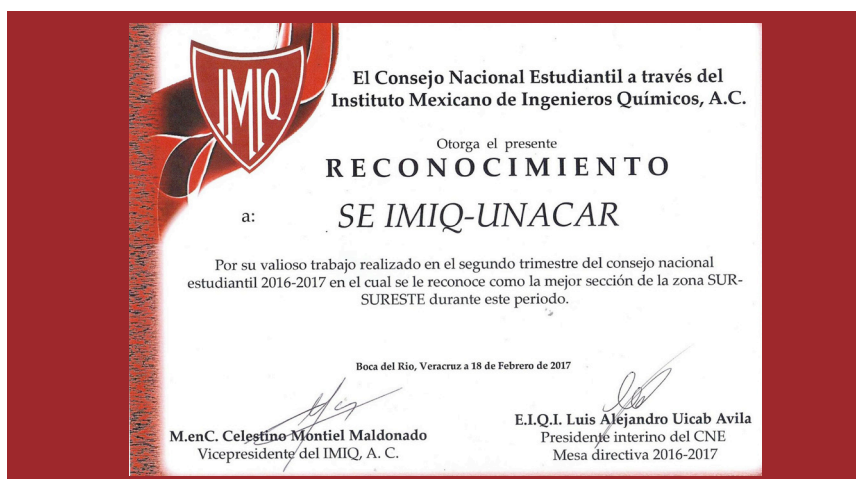 IMIQ
El Consejo Nacional Estudiantil a través del
Instituto Mexicano de Ingenieros Químicos, A.C.
Otorga el presente
RECONOCIMIENTO
a: SE IMIQ-UNACAR
Por su valioso trabajo realizado en el segundo trimestre del consejo nacional
estudiantil 2016-2017 en el cual se le reconoce como la mejor sección de la zona SUR-
SURESTE durante este periodo.
Boca del Rio, Veracruz a 18 de Febrero de 2017
M.enC. Celestino Montiel Maldonado
Vicepresidente del IMIQ, A. C.
E.I.Q.I. Luis Alejandro Uicab Avila
Presidente interino del CNE
Mesa directiva 2016-2017